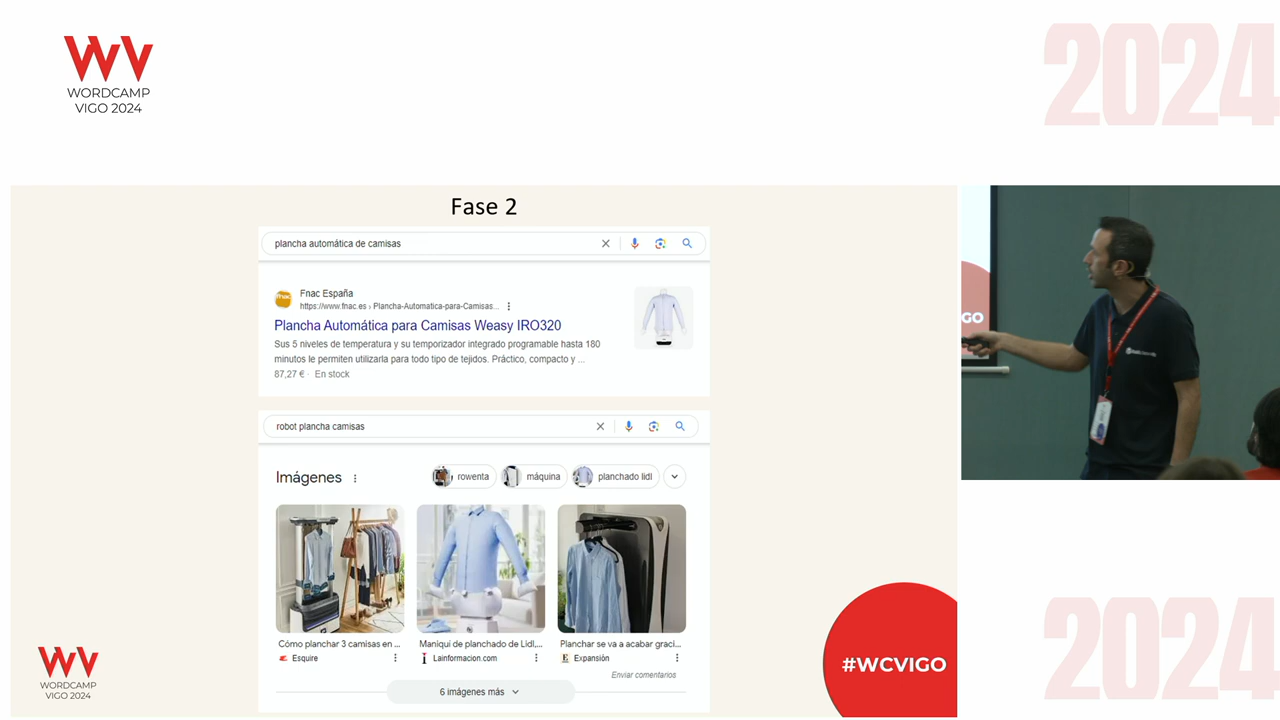 WORDCAMP
VIGO 2024
2024
Fase 2
plancha automática de camisas
fnac
Fnac España
https://www.fnac.es › Plancha-Automatica-para-Camisas...
Plancha Automática para Camisas Weasy IRO320
Sus 5 niveles de temperatura y su temporizador integrado programable hasta 180
minutos le permiten utilizarla para todo tipo de tejidos. Práctico, compacto y ...
87,27 € · En stock
robot plancha camisas
Imágenes
rowenta
máquina
planchado lidl
Cómo planchar 3 camisas en ...
Maniquí de planchado de Lidl,...
Planchar se va a acabar graci...
Esquire
Lainformacion.com
E Expansión
Enviar comentarios
6 imágenes más
WORDCAMP
VIGO 2024
#WCVIGO
GO
2024